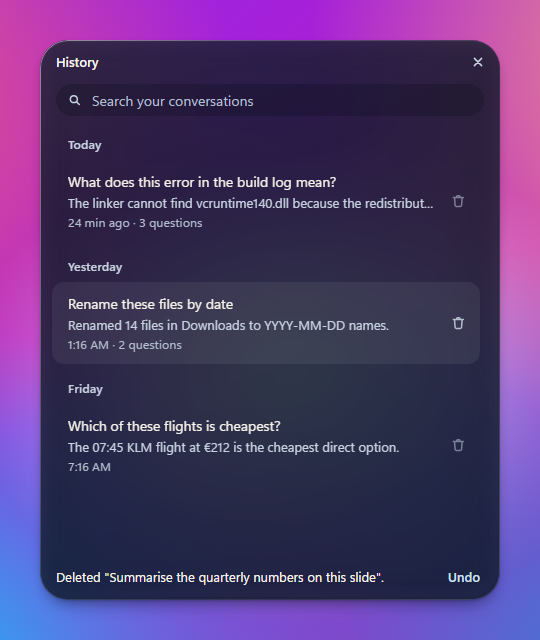 History
Search your conversations
Today
What does this error in the build log mean?
The linker cannot find vcruntime140.dll because the redistribut...
24 min ago · 3 questions
Yesterday
Rename these files by date
Renamed 14 files in Downloads to YYYY-MM-DD names.
1:16 AM · 2 questions
Friday
Which of these flights is cheapest?
The 07:45 KLM flight at €212 is the cheapest direct option.
7:16 AM
Deleted "Summarise the quarterly numbers on this slide". Undo